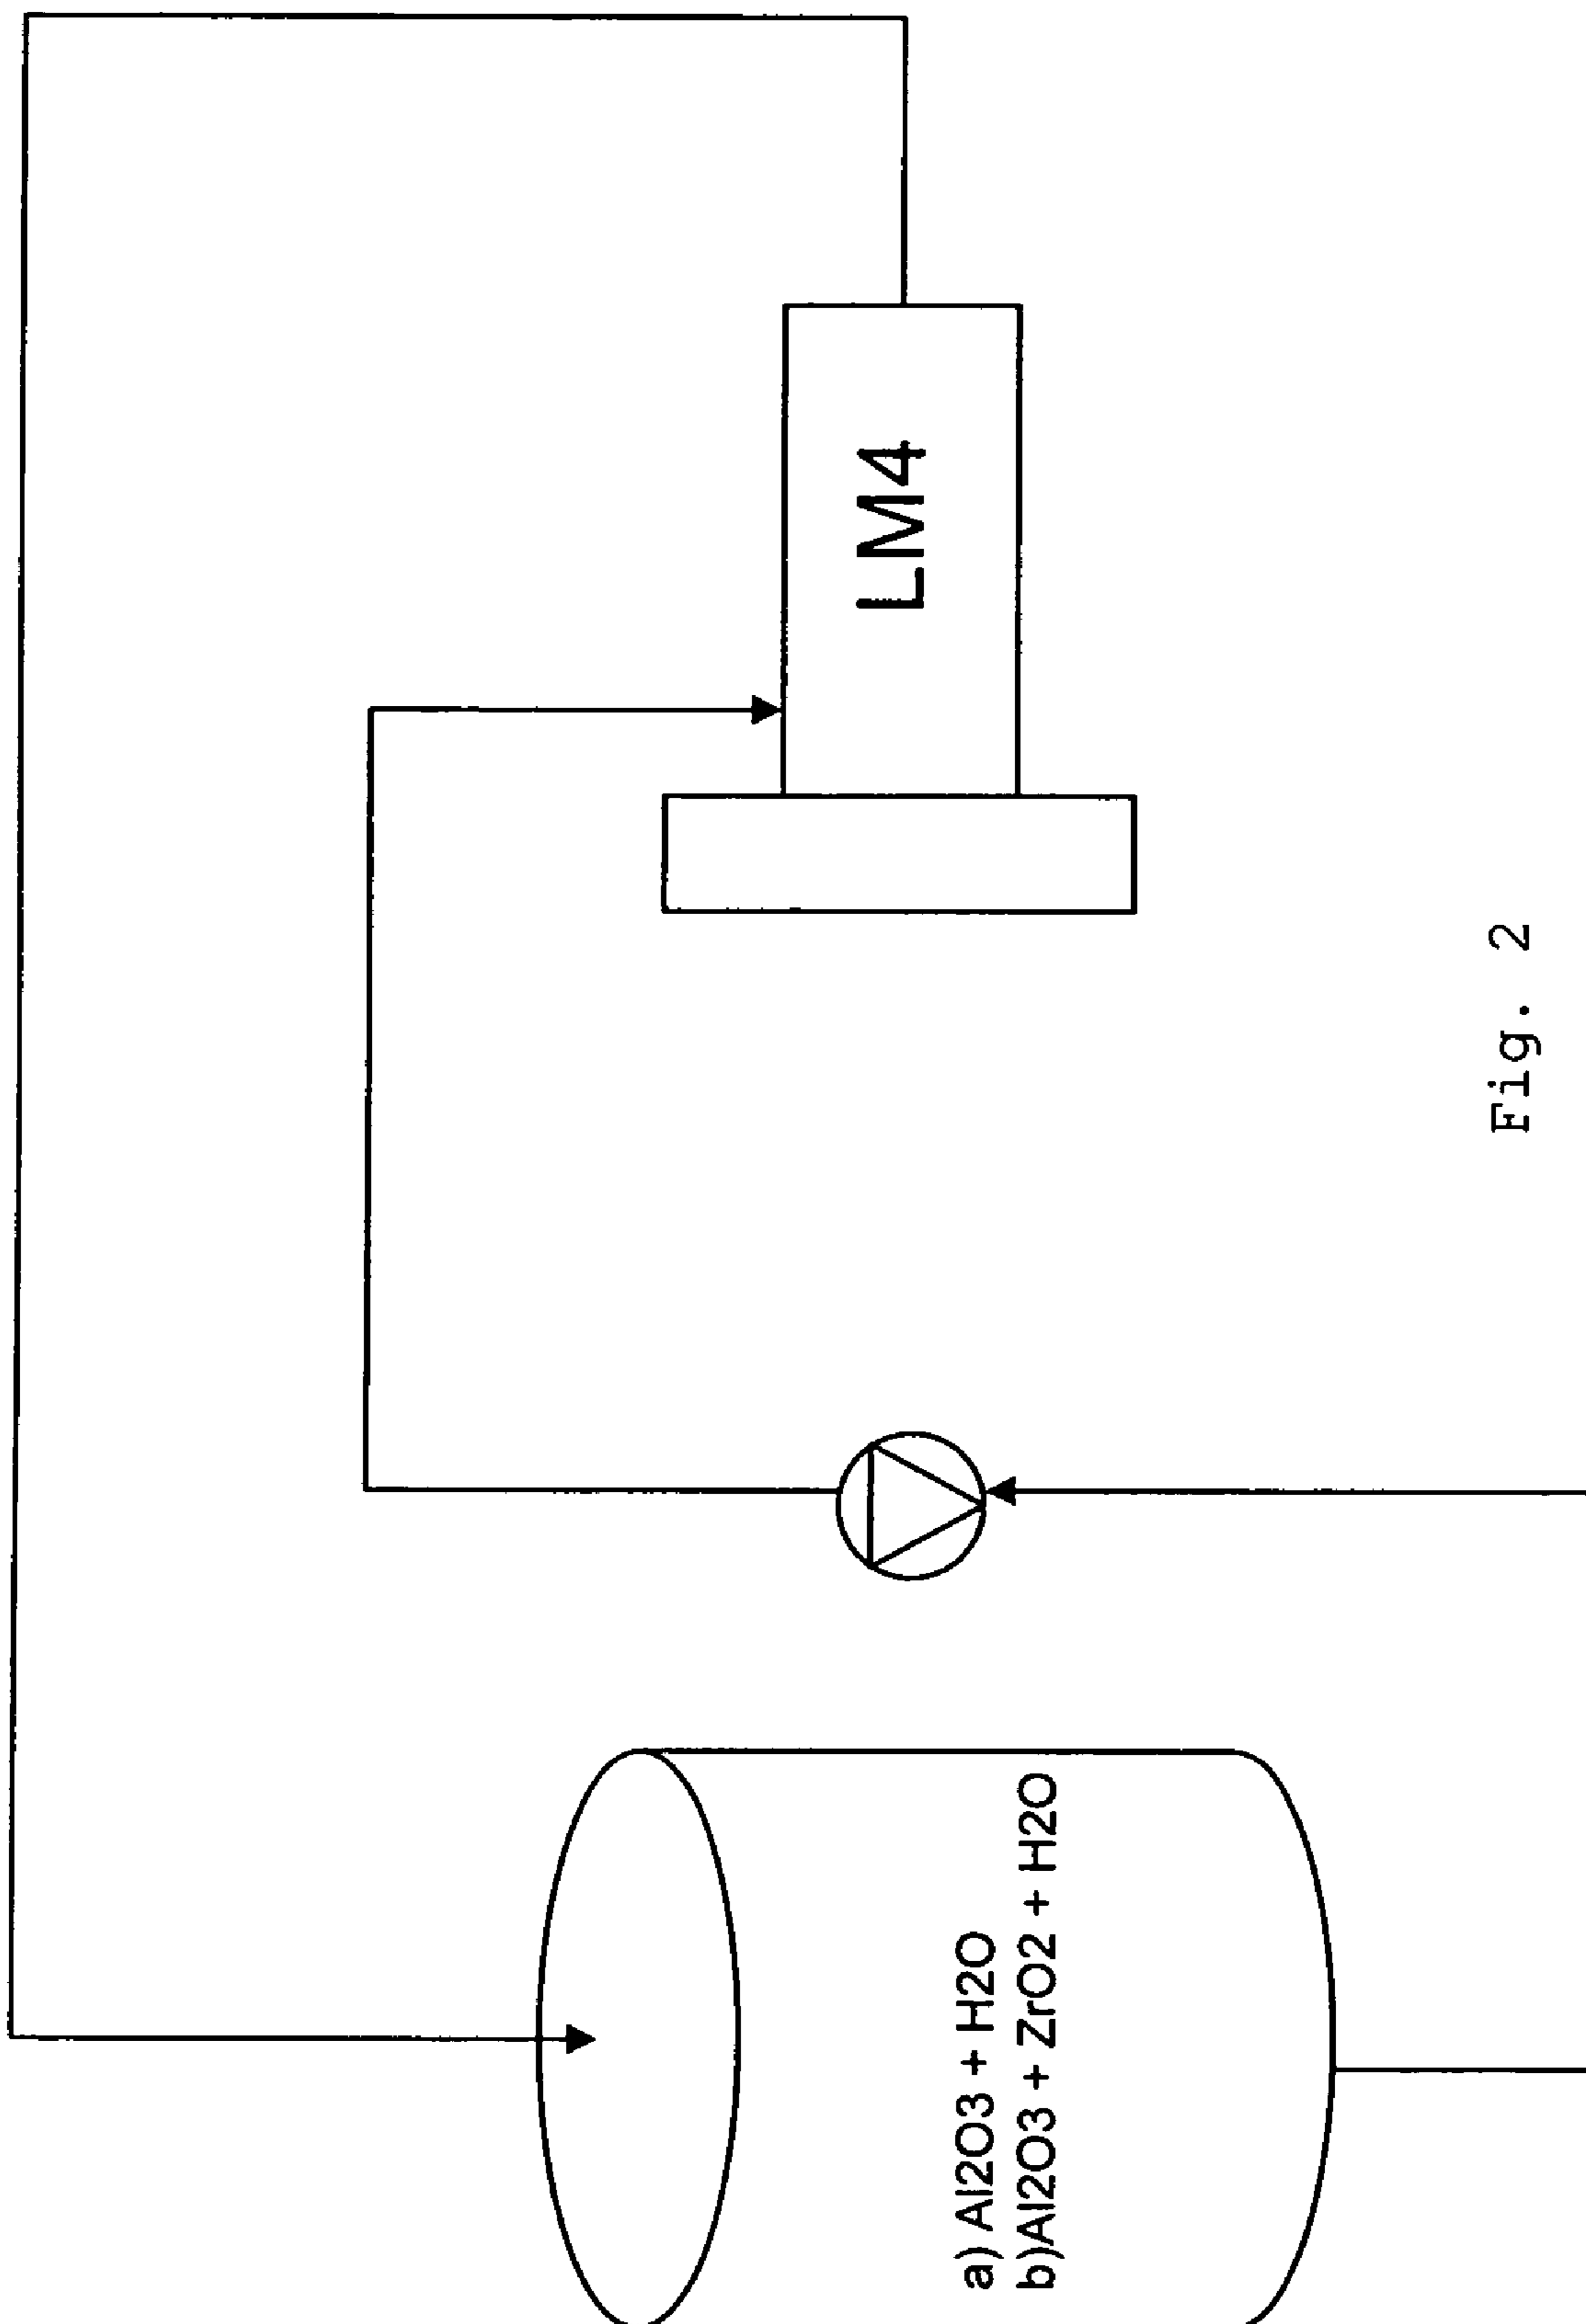 a) Al2O3 + H2O
b)Al2O3 + ZrO2 + H2O
LM4
Fig. 2